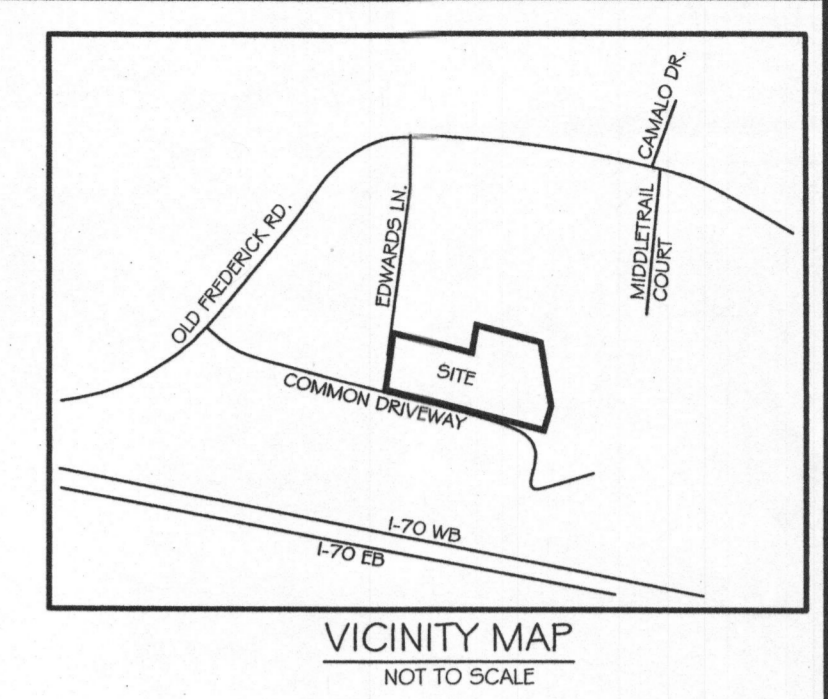 CAMALO DR.
OLD FREDERICK RD.
EDWARDS LN.
MIDDLETRAIL
COURT
SITE
COMMON DRIVEWAY
I-70 WB
I-70 EB
VICINITY MAP
NOT TO SCALE